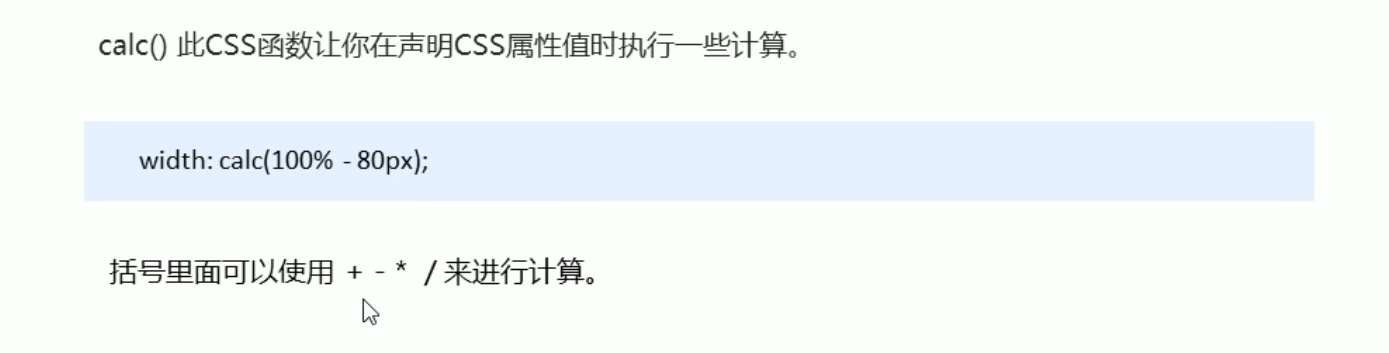 calc() 此CSS函数让你在声明CSS属性值时执行一些计算。
width: calc(100% - 80px);
括号里面可以使用 + - * / 来进行计算。